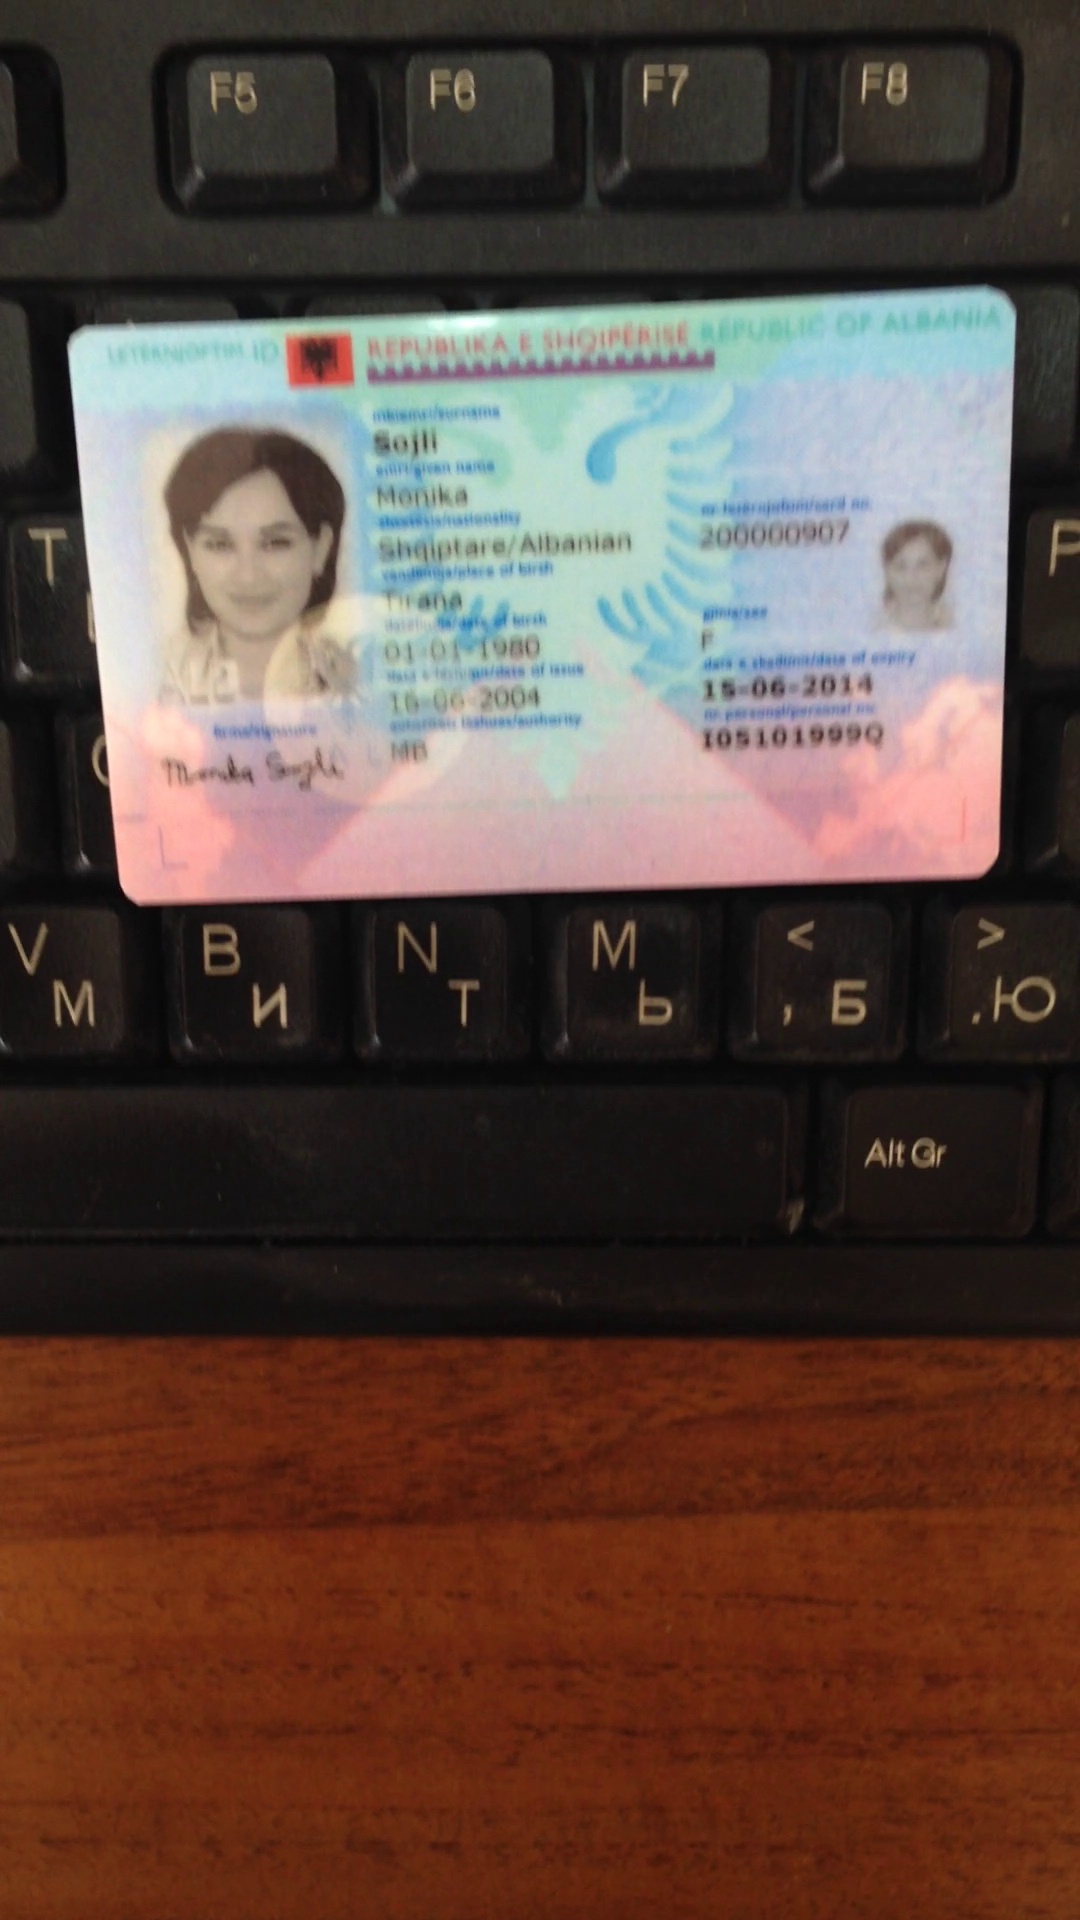 F5 F6 F7 F8
LETËRNJOFTIM ID REPUBLIKA E SHQIPËRISË REPUBLIC OF ALBANIA
mbiemri/surname
Sojli
emri/given name
Monika
shtetësia/nationality
Shqiptare/Albanian
vendlindja/place of birth
Tirana
datëlindja/date of birth
01-01-1980
data e lëshimit/date of issue
16-06-2004
autoriteti lëshues/authority
MB
nr. letërnjoftimi/card no.
200000907
gjinia/sex
F
data e skadimit/date of expiry
15-06-2014
nr. personal/personal no.
I05101999Q
firma/signature
Monika Sojli
T
P
V M
B И
N T
M Ь
< , Б
> . Ю
Alt Gr